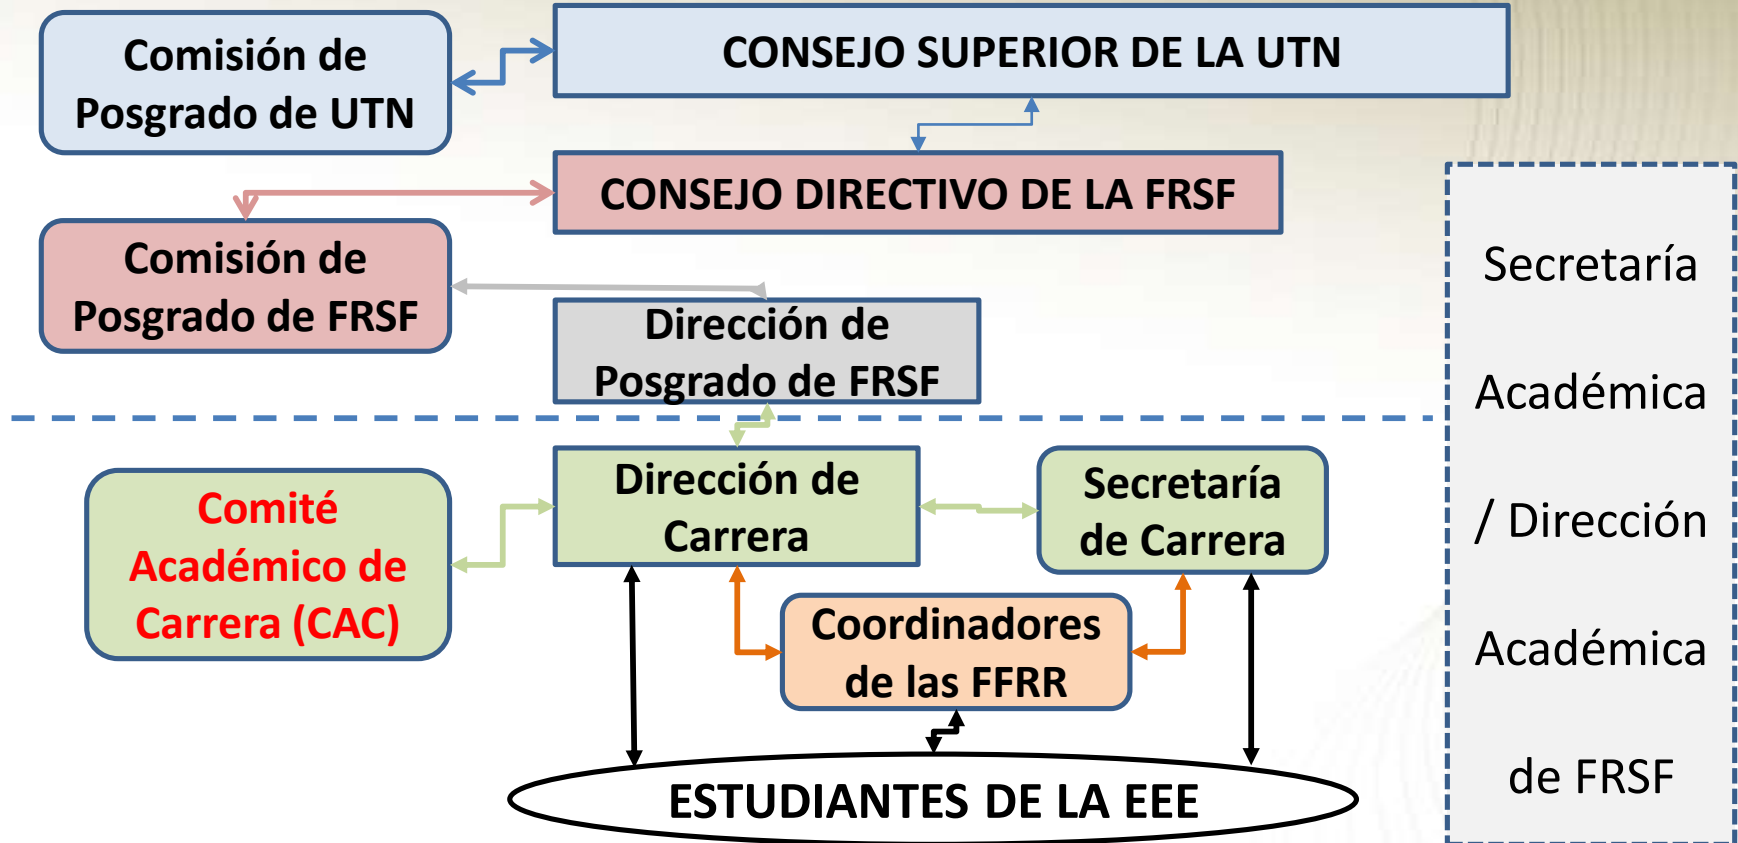 Comisión de
Posgrado de UTN
CONSEJO SUPERIOR DE LA UTN
CONSEJO DIRECTIVO DE LA FRSF
Comisión de
Posgrado de FRSF
Dirección de
Posgrado de FRSF
Comité
Académico de
Carrera (CAC)
Dirección de
Carrera
Secretaría
de Carrera
Coordinadores
de las FFRR
ESTUDIANTES DE LA EEE
Secretaría
Académica
/ Dirección
Académica
de FRSF